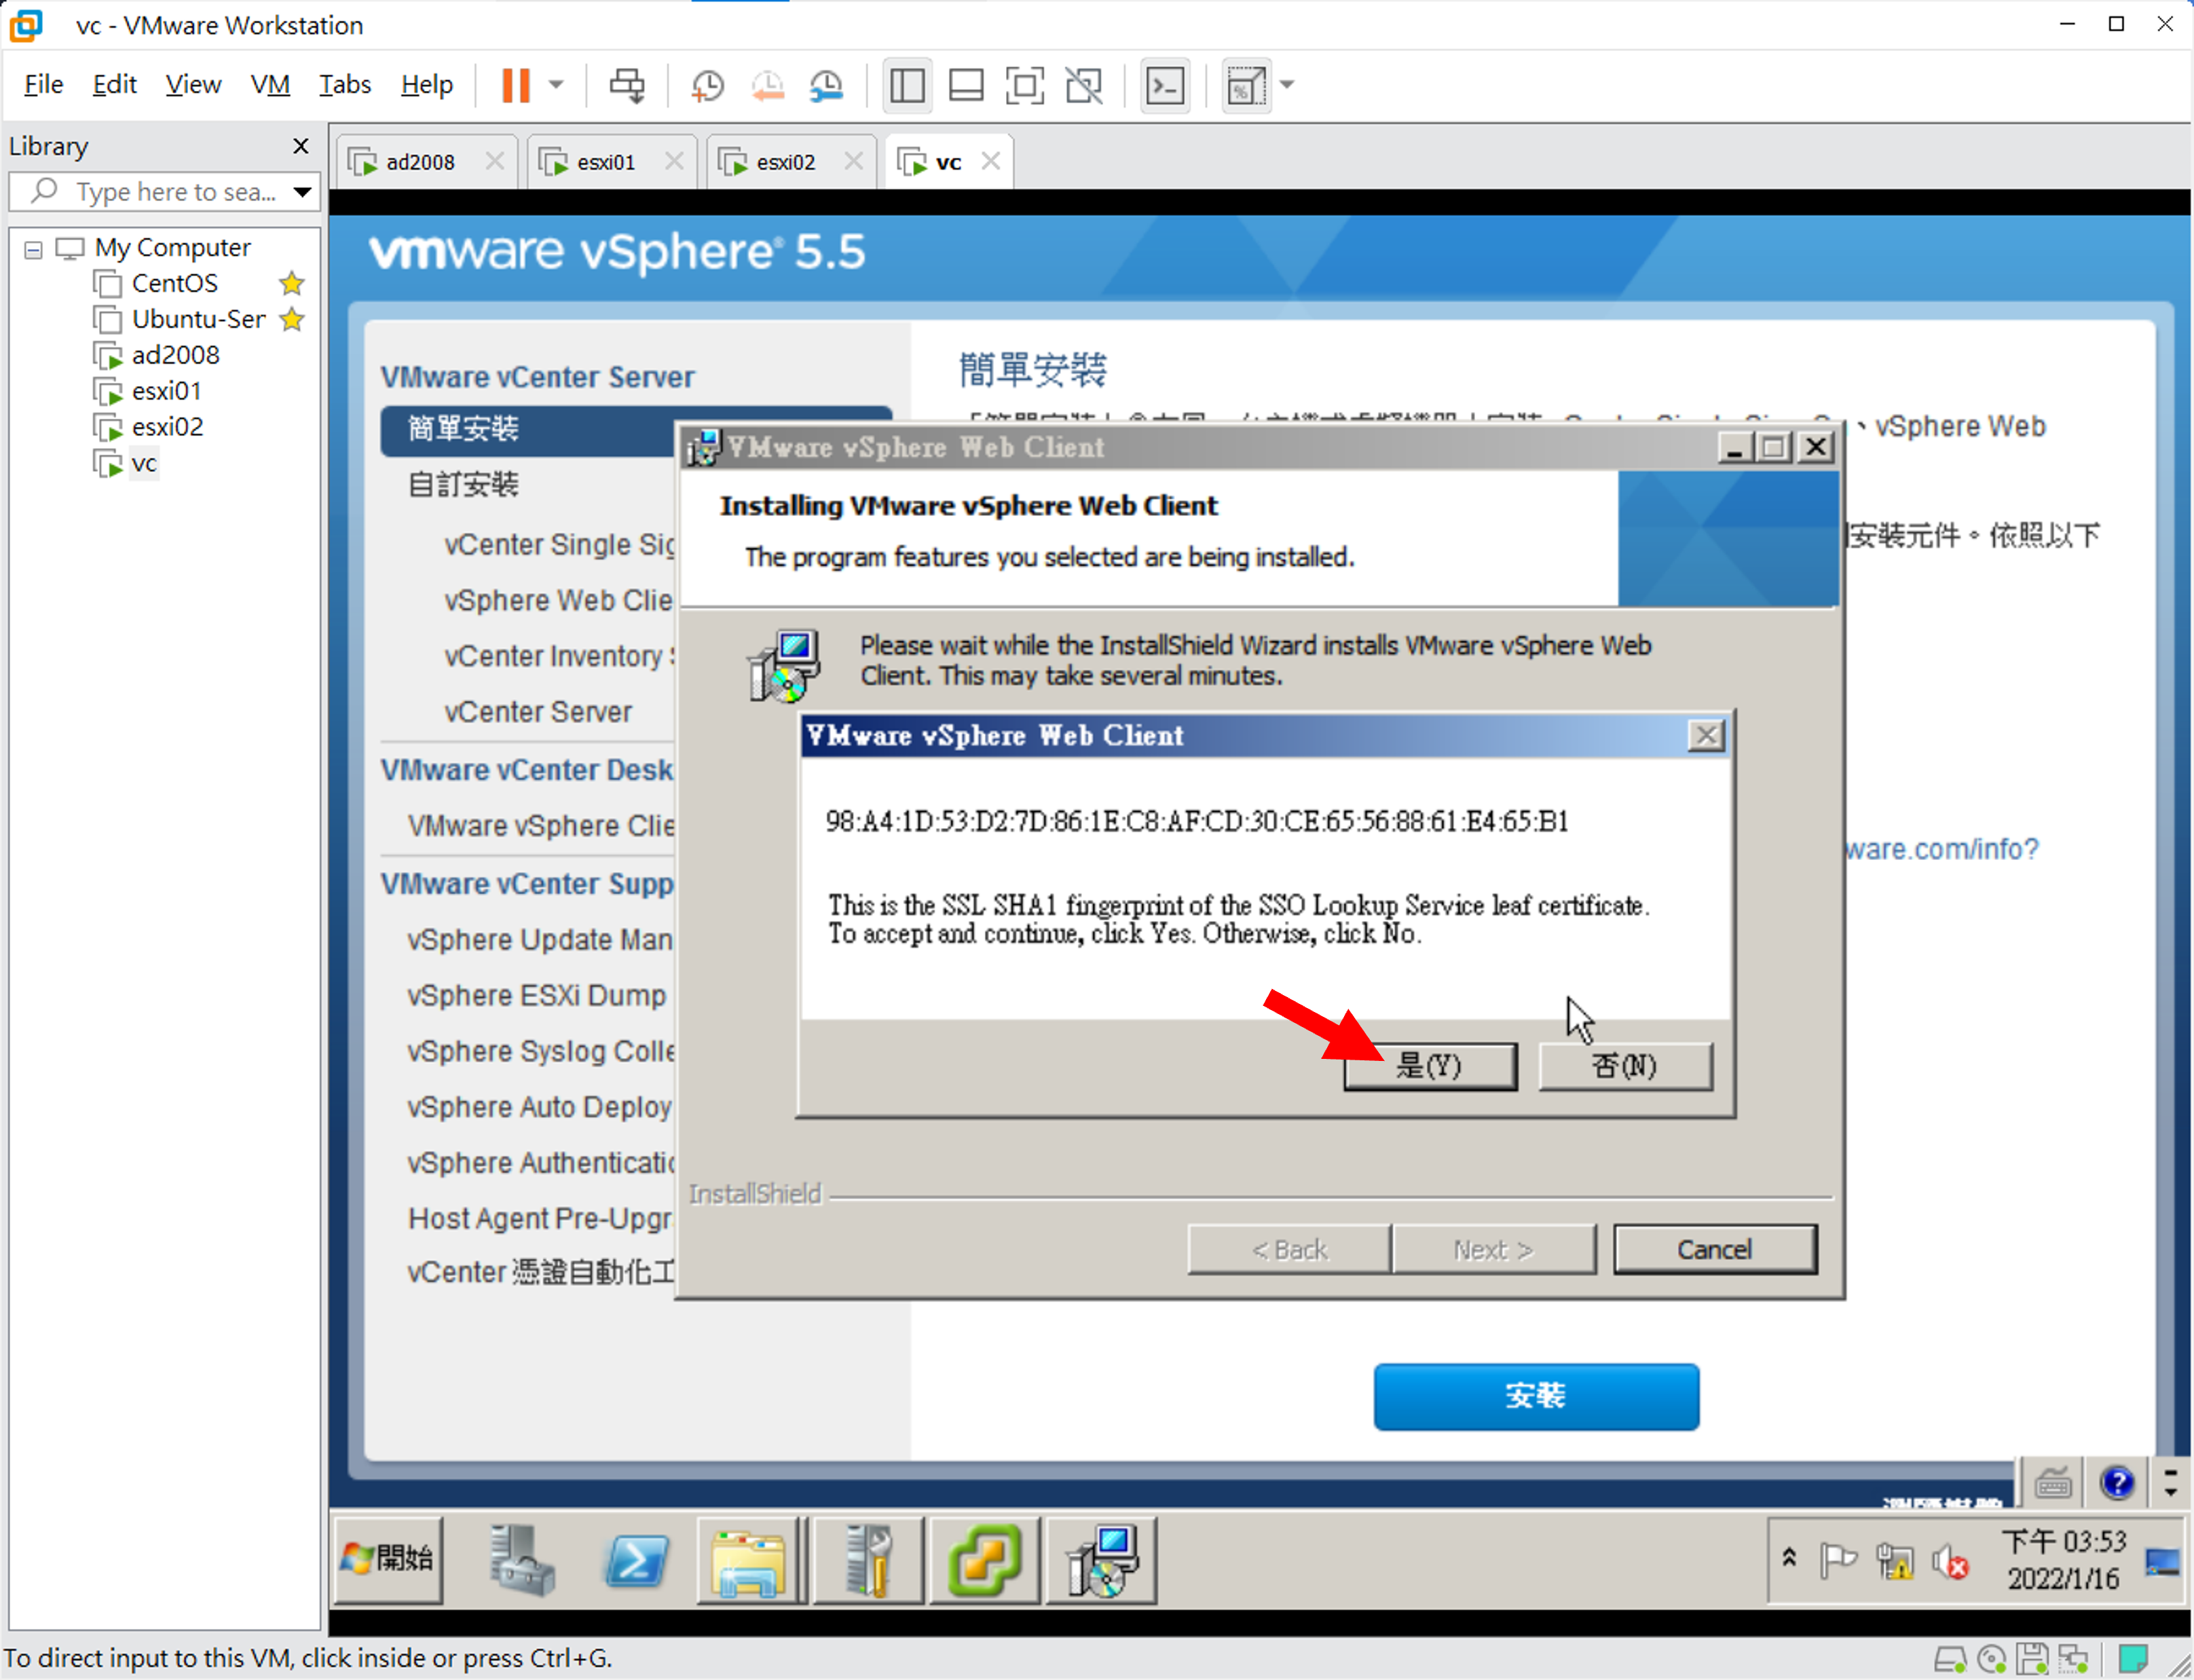 vc - VMware Workstation
File Edit View VM Tabs Help
Library
Type here to sea...
My Computer
CentOS
Ubuntu-Ser
ad2008
esxi01
esxi02
vc
ad2008
esxi01
esxi02
vc
vmware vSphere® 5.5
VMware vCenter Server
簡單安裝
自訂安裝
vCenter Single Sig
vSphere Web Clie
vCenter Inventory
vCenter Server
VMware vCenter Desk
VMware vSphere Clie
VMware vCenter Supp
vSphere Update Man
vSphere ESXi Dump
vSphere Syslog Colle
vSphere Auto Deploy
vSphere Authenticatio
Host Agent Pre-Upgr
vCenter 憑證自動化工
簡單安裝
、vSphere Web
安裝元件。依照以下
ware.com/info?
VMware vSphere Web Client
Installing VMware vSphere Web Client
The program features you selected are being installed.
Please wait while the InstallShield Wizard installs VMware vSphere Web
Client. This may take several minutes.
VMware vSphere Web Client
98:A4:1D:53:D2:7D:86:1E:C8:AF:CD:30:CE:65:56:88:61:E4:65:B1
This is the SSL SHA1 fingerprint of the SSO Lookup Service leaf certificate.
To accept and continue, click Yes. Otherwise, click No.
是(Y) 否(N)
InstallShield
< Back Next > Cancel
安裝
開始
下午 03:53
2022/1/16
To direct input to this VM, click inside or press Ctrl+G.